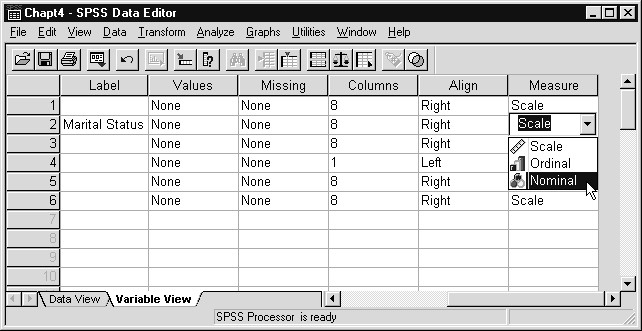 Chapt4 - SPSS Data Editor
File Edit View Data Transform Analyze Graphs Utilities Window Help
Label Values Missing Columns Align Measure
1 None None 8 Right Scale
2 Marital Status None None 8 Right Scale
3 None None 8 Right Scale
4 None None 1 Left Ordinal
5 None None 8 Right Nominal
6 None None 8 Right Scale
7
8
9
10
Data View Variable View
SPSS Processor is ready